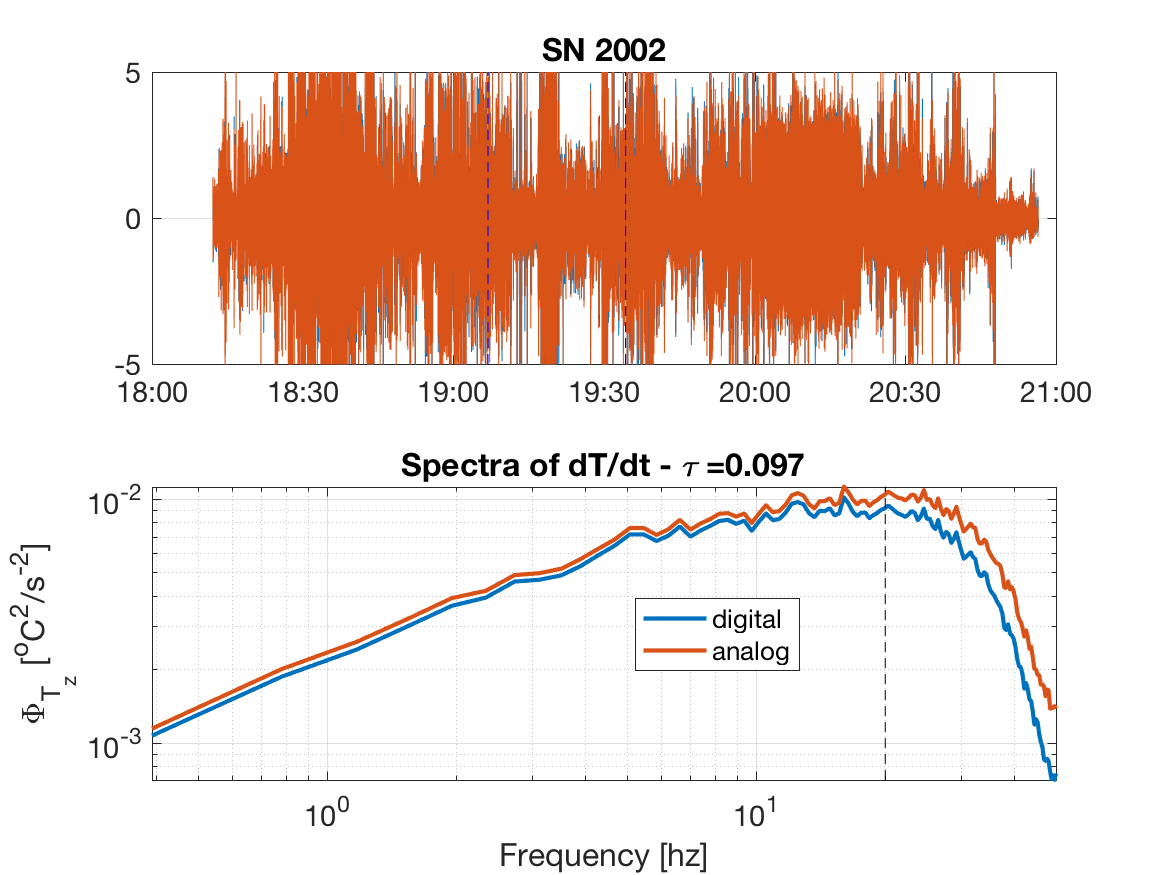 SN 2002
5
0
-5
18:00 18:30 19:00 19:30 20:00 20:30 21:00
Spectra of dT/dt - τ =0.097
10^-2
10^-3
Φ_T_z [°C^2/s^-2]
digital
analog
10^0 10^1
Frequency [hz]